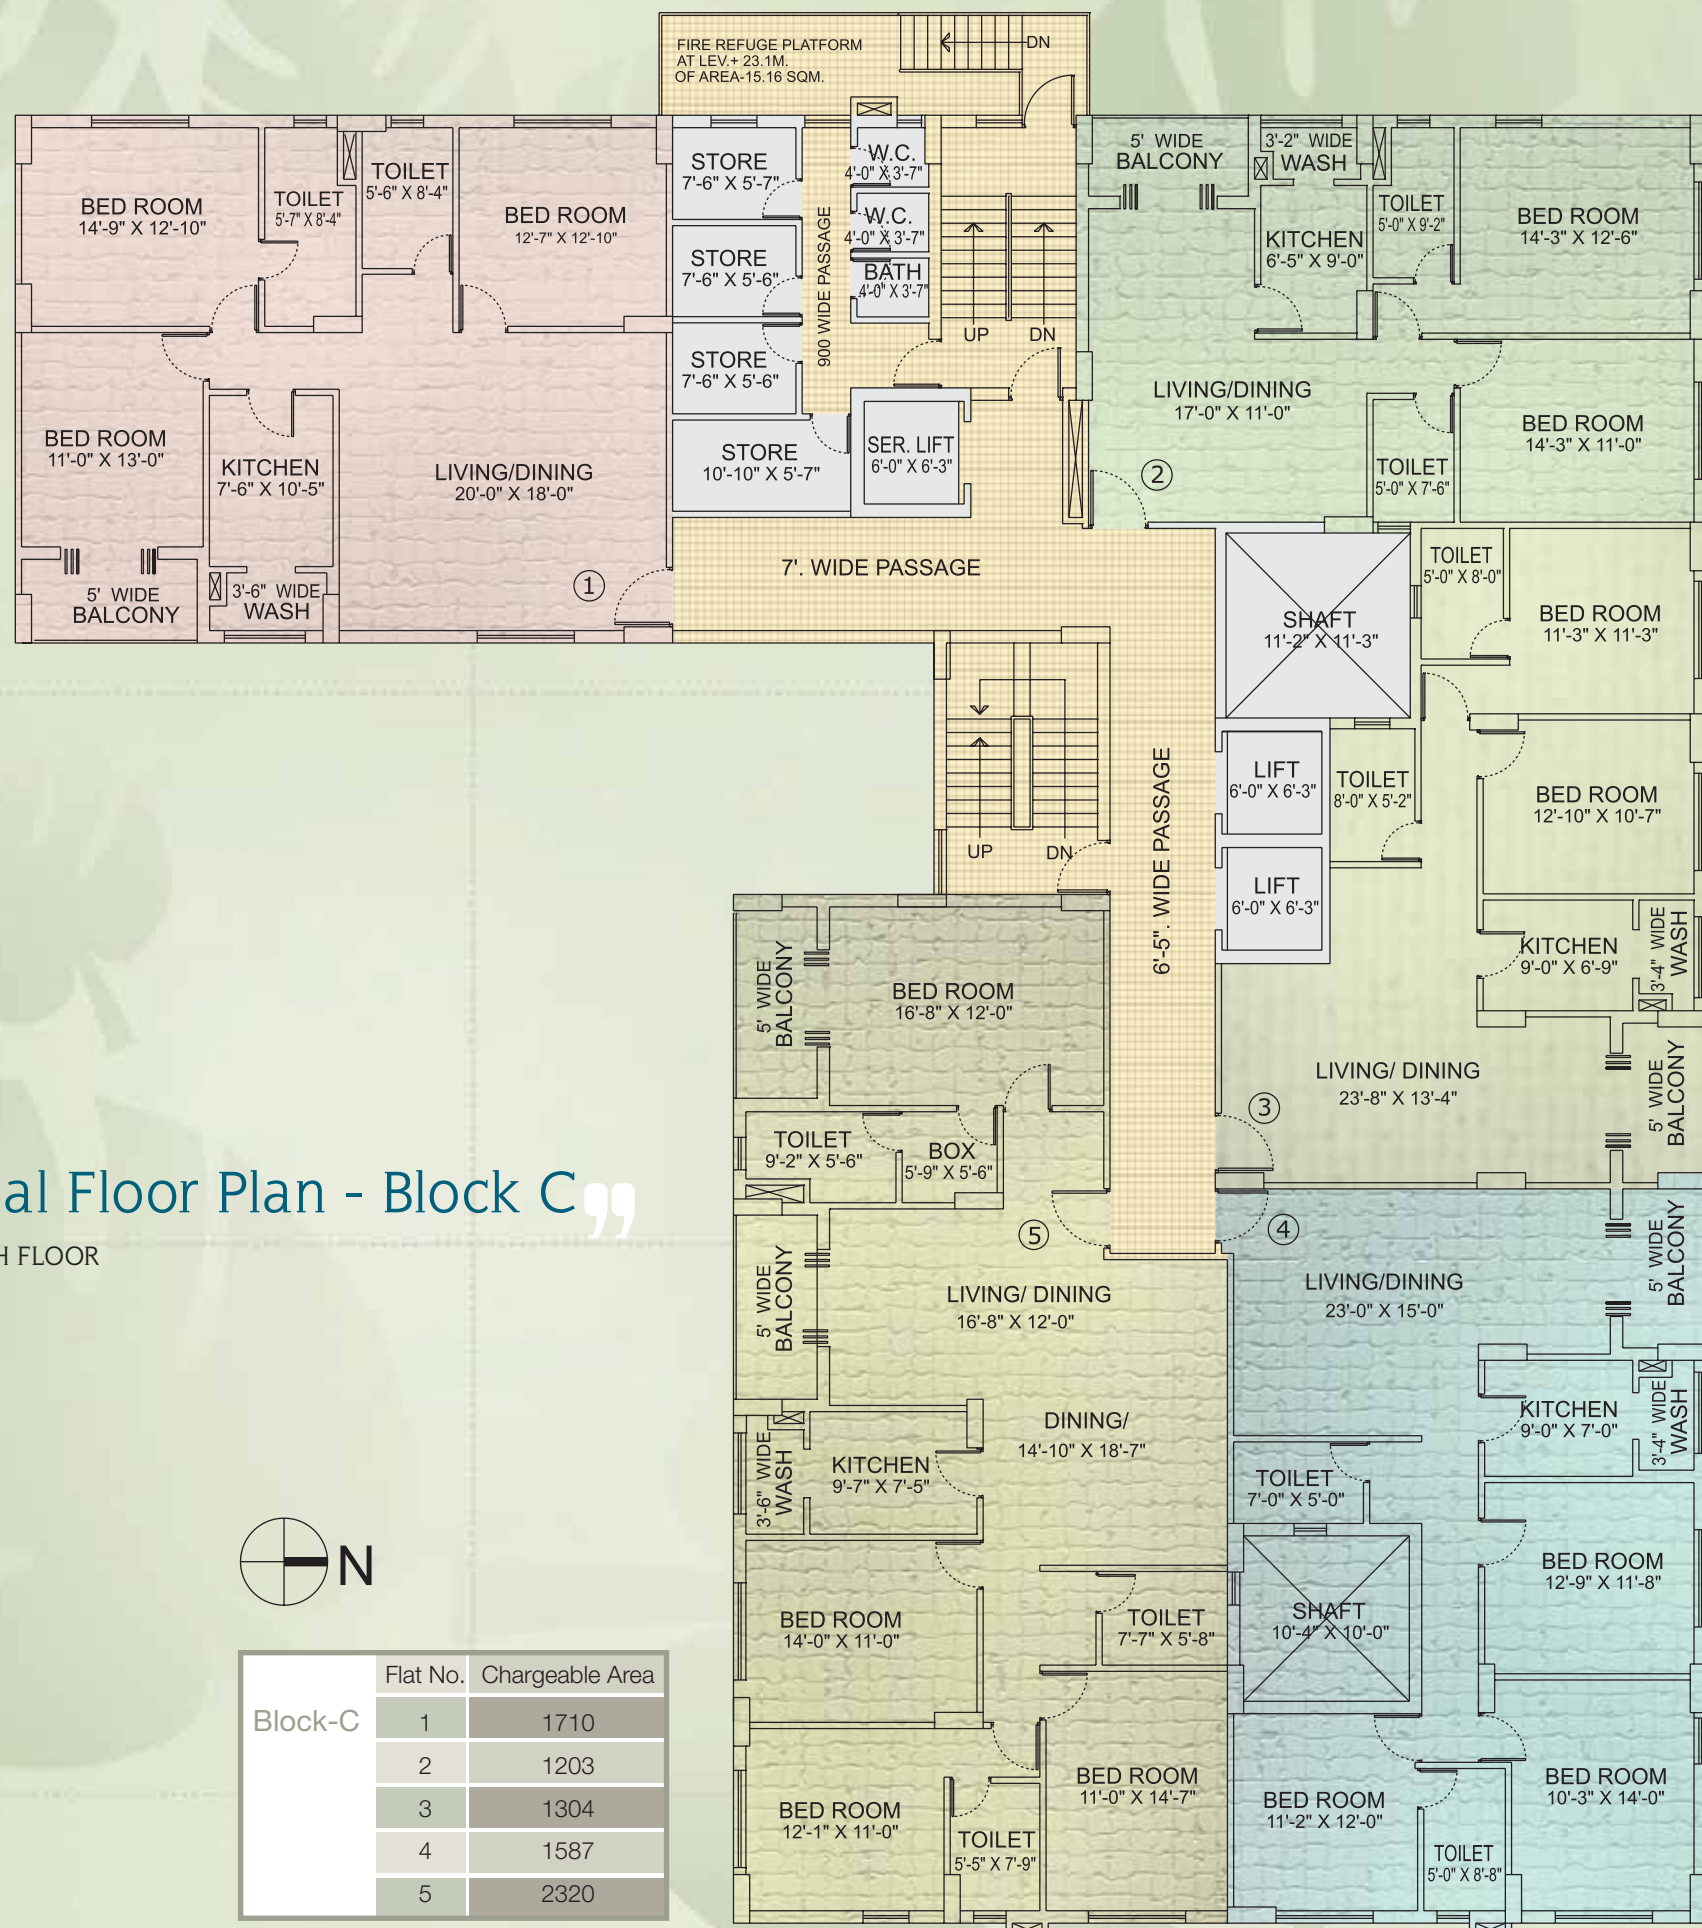 FIRE REFUGE PLATFORM
AT LEV.+ 23.1M.
OF AREA-15.16 SQM.
DN
BED ROOM
14'-9" X 12'-10"
TOILET
5'-7" X 8'-4"
TOILET
5'-6" X 8'-4"
BED ROOM
12'-7" X 12'-10"
STORE
7'-6" X 5'-7"
STORE
7'-6" X 5'-6"
STORE
7'-6" X 5'-6"
STORE
10'-10" X 5'-7"
900 WIDE PASSAGE
W.C.
4'-0" X 3'-7"
W.C.
4'-0" X 3'-7"
BATH
4'-0" X 3'-7"
UP
DN
SER. LIFT
6'-0" X 6'-3"
BED ROOM
11'-0" X 13'-0"
KITCHEN
7'-6" X 10'-5"
LIVING/DINING
20'-0" X 18'-0"
5' WIDE
BALCONY
3'-6" WIDE
WASH
1
7'. WIDE PASSAGE
5' WIDE
BALCONY
3'-2" WIDE
WASH
KITCHEN
6'-5" X 9'-0"
TOILET
5'-0" X 9'-2"
BED ROOM
14'-3" X 12'-6"
LIVING/DINING
17'-0" X 11'-0"
2
TOILET
5'-0" X 7'-6"
BED ROOM
14'-3" X 11'-0"
SHAFT
11'-2" X 11'-3"
TOILET
5'-0" X 8'-0"
BED ROOM
11'-3" X 11'-3"
UP
DN
6'-5". WIDE PASSAGE
LIFT
6'-0" X 6'-3"
LIFT
6'-0" X 6'-3"
TOILET
8'-0" X 5'-2"
BED ROOM
12'-10" X 10'-7"
KITCHEN
9'-0" X 6'-9"
3'-4" WIDE
WASH
LIVING/ DINING
23'-8" X 13'-4"
5' WIDE
BALCONY
3
5' WIDE
BALCONY
BED ROOM
16'-8" X 12'-0"
TOILET
9'-2" X 5'-6"
BOX
5'-9" X 5'-6"
5
4
al Floor Plan - Block C”
H FLOOR
5' WIDE
BALCONY
LIVING/ DINING
16'-8" X 12'-0"
LIVING/DINING
23'-0" X 15'-0"
5' WIDE
BALCONY
DINING/
14'-10" X 18'-7"
3'-6" WIDE
WASH
KITCHEN
9'-7" X 7'-5"
KITCHEN
9'-0" X 7'-0"
3'-4" WIDE
WASH
TOILET
7'-0" X 5'-0"
BED ROOM
12'-9" X 11'-8"
SHAFT
10'-4" X 10'-0"
BED ROOM
14'-0" X 11'-0"
TOILET
7'-7" X 5'-8"
BED ROOM
12'-1" X 11'-0"
TOILET
5'-5" X 7'-9"
BED ROOM
11'-0" X 14'-7"
BED ROOM
11'-2" X 12'-0"
TOILET
5'-0" X 8'-8"
BED ROOM
10'-3" X 14'-0"
N
Flat No. Chargeable Area
Block-C 1 1710
2 1203
3 1304
4 1587
5 2320